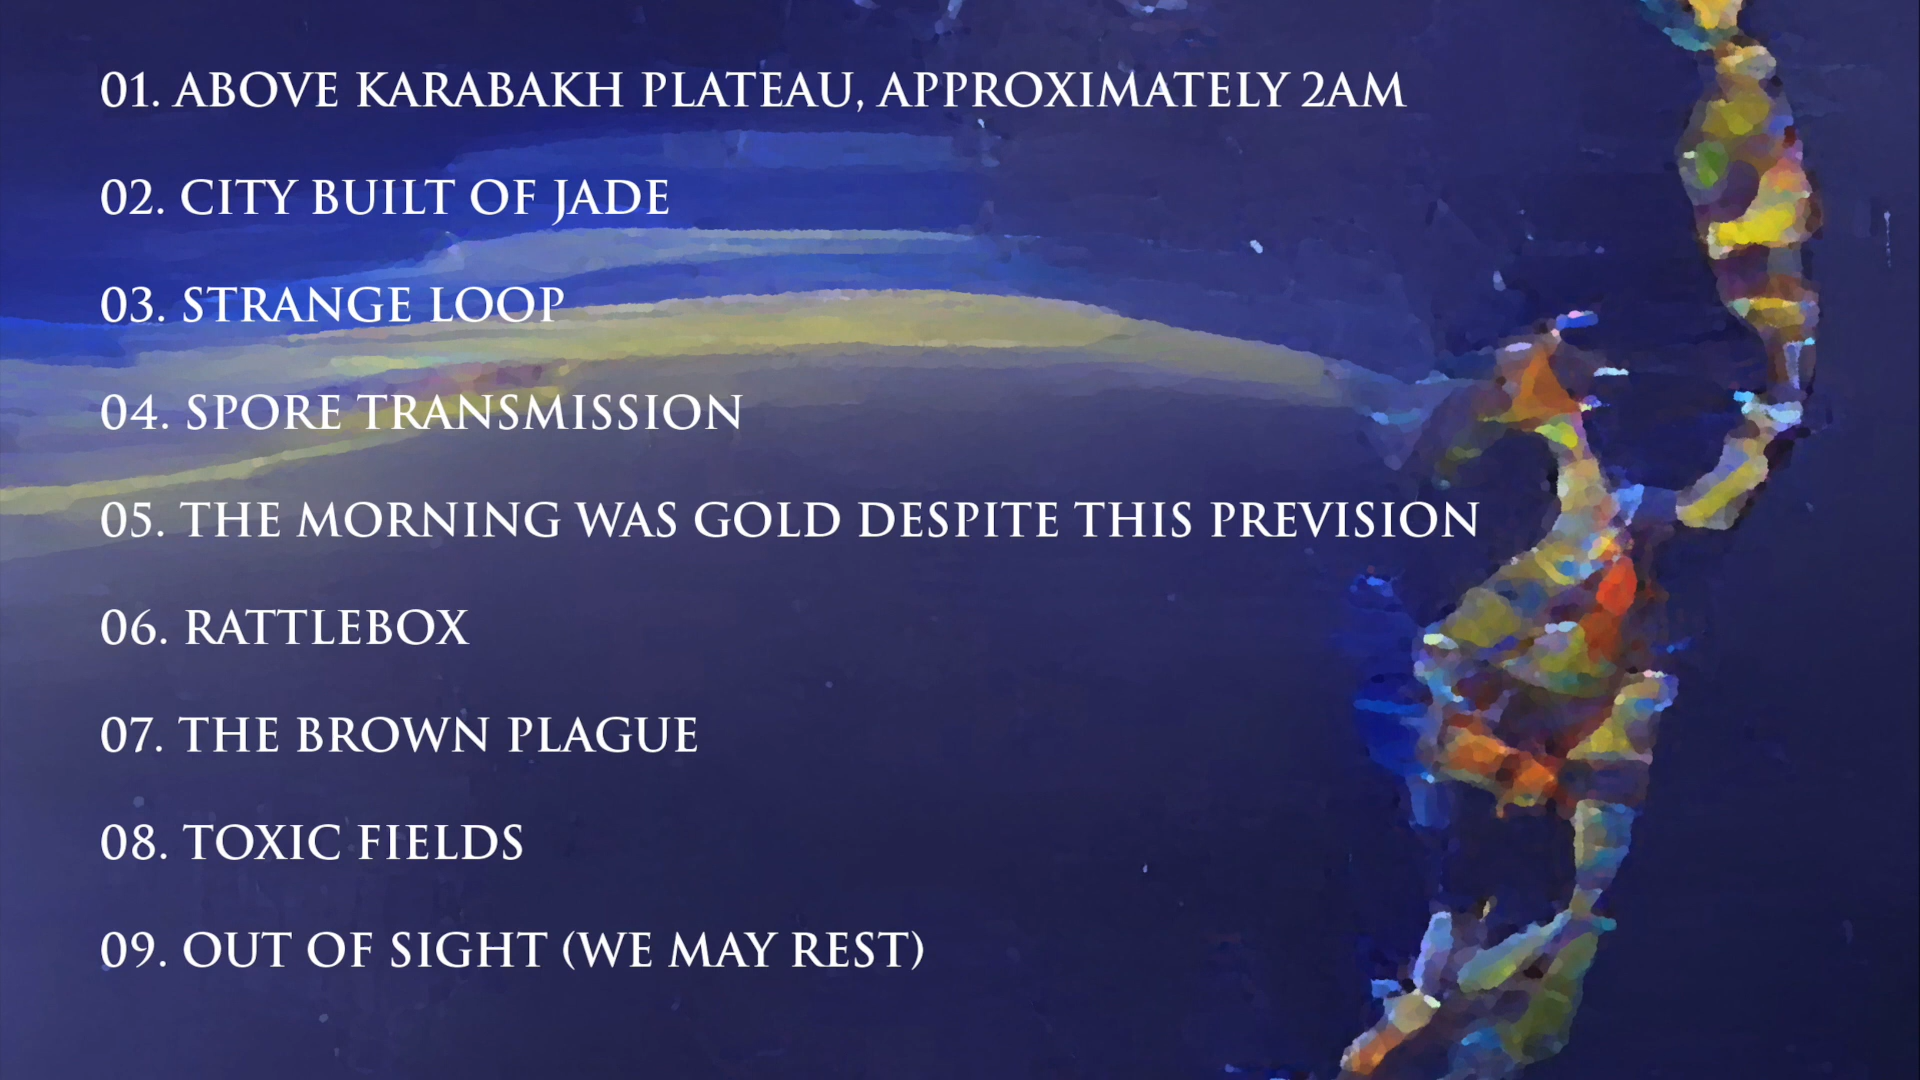 01. ABOVE KARABAKH PLATEAU, APPROXIMATELY 2AM
02. CITY BUILT OF JADE
03. STRANGE LOOP
04. SPORE TRANSMISSION
05. THE MORNING WAS GOLD DESPITE THIS PREVISION
06. RATTLEBOX
07. THE BROWN PLAGUE
08. TOXIC FIELDS
09. OUT OF SIGHT (WE MAY REST)